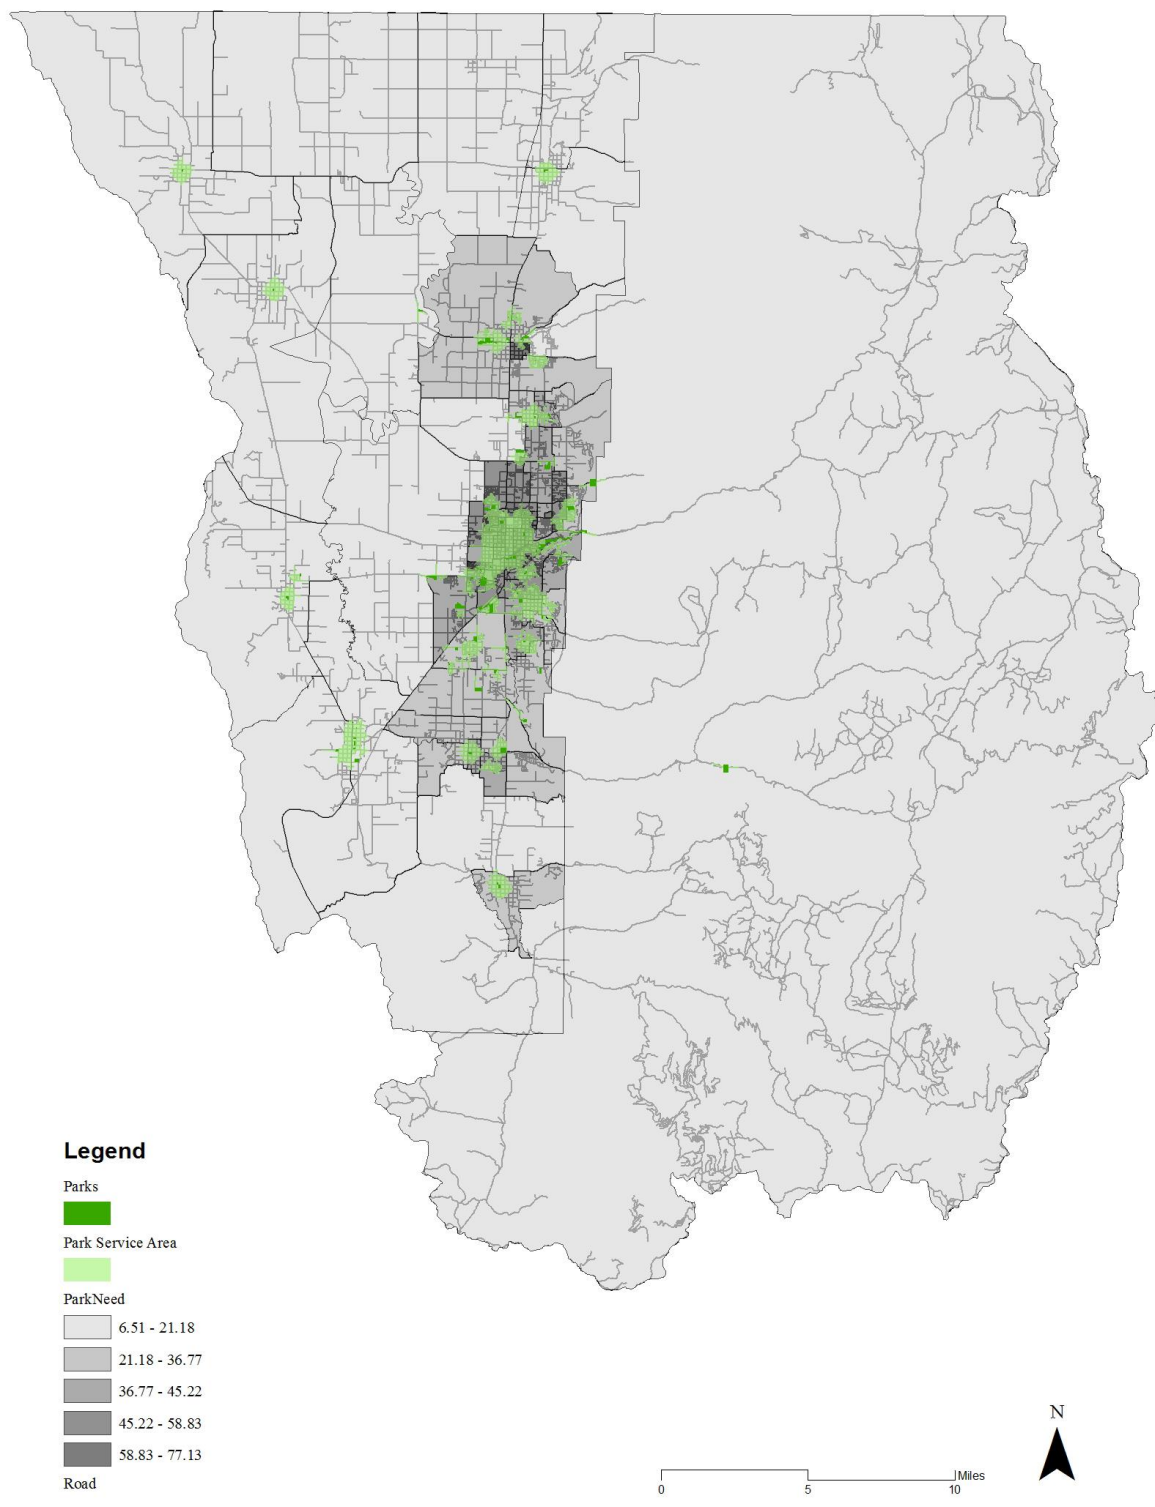 Legend
Parks
Park Service Area
ParkNeed
6.51 - 21.18
21.18 - 36.77
36.77 - 45.22
45.22 - 58.83
58.83 - 77.13
Road
N
Miles
0 5 10